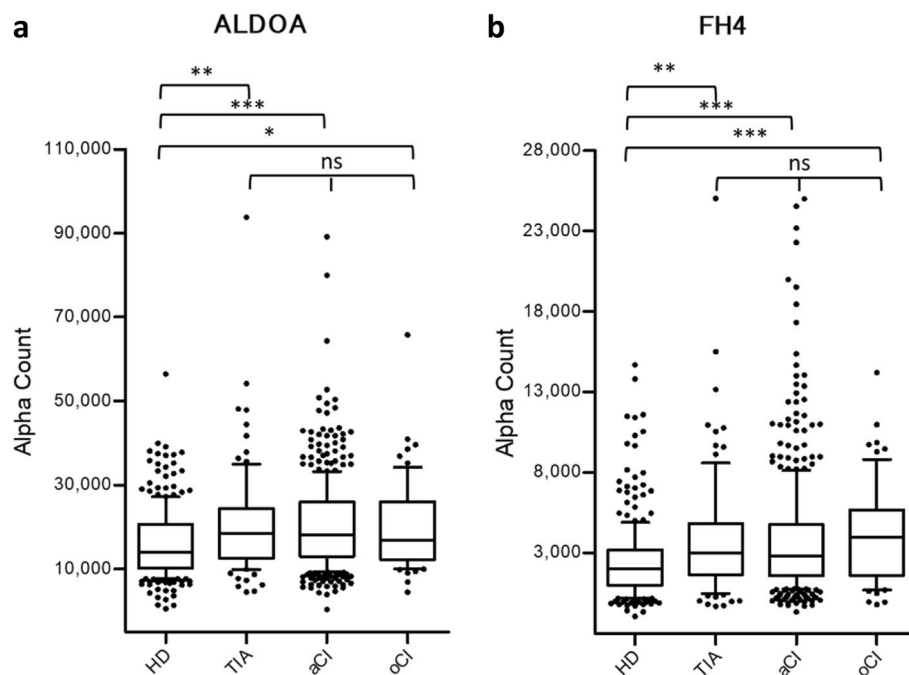 a ALDOA
**
***
*
ns
110,000
90,000
70,000
50,000
30,000
10,000
Alpha Count
HD TIA aCI oCI
b FH4
**
***
***
ns
28,000
23,000
18,000
13,000
8,000
3,000
Alpha Count
HD TIA aCI oCI